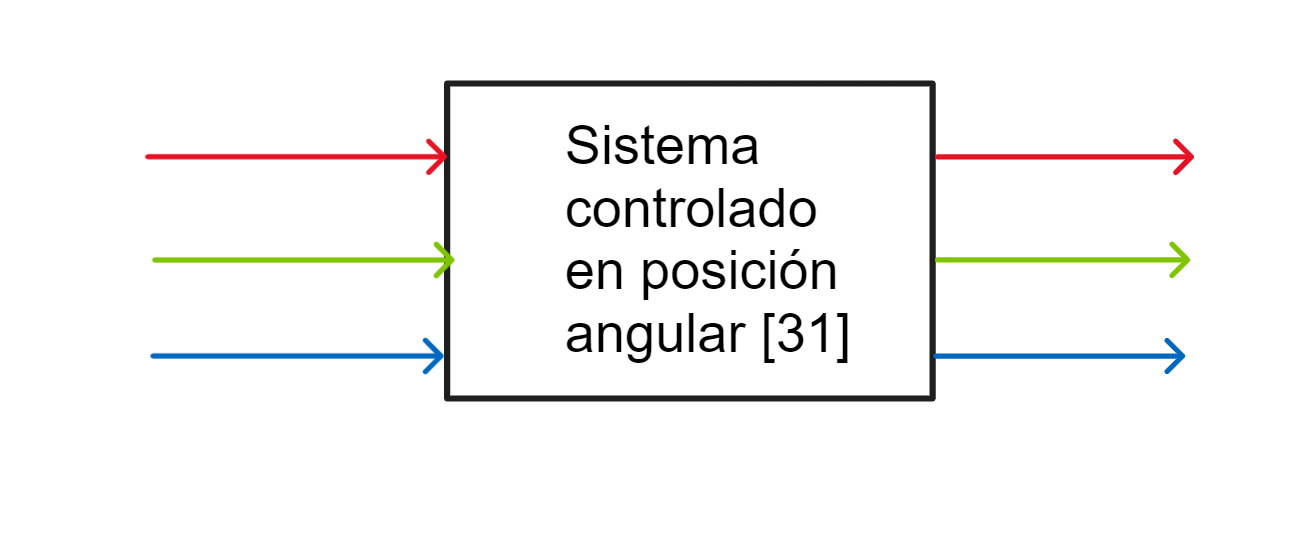 Sistema
controlado
en posición
angular [31]